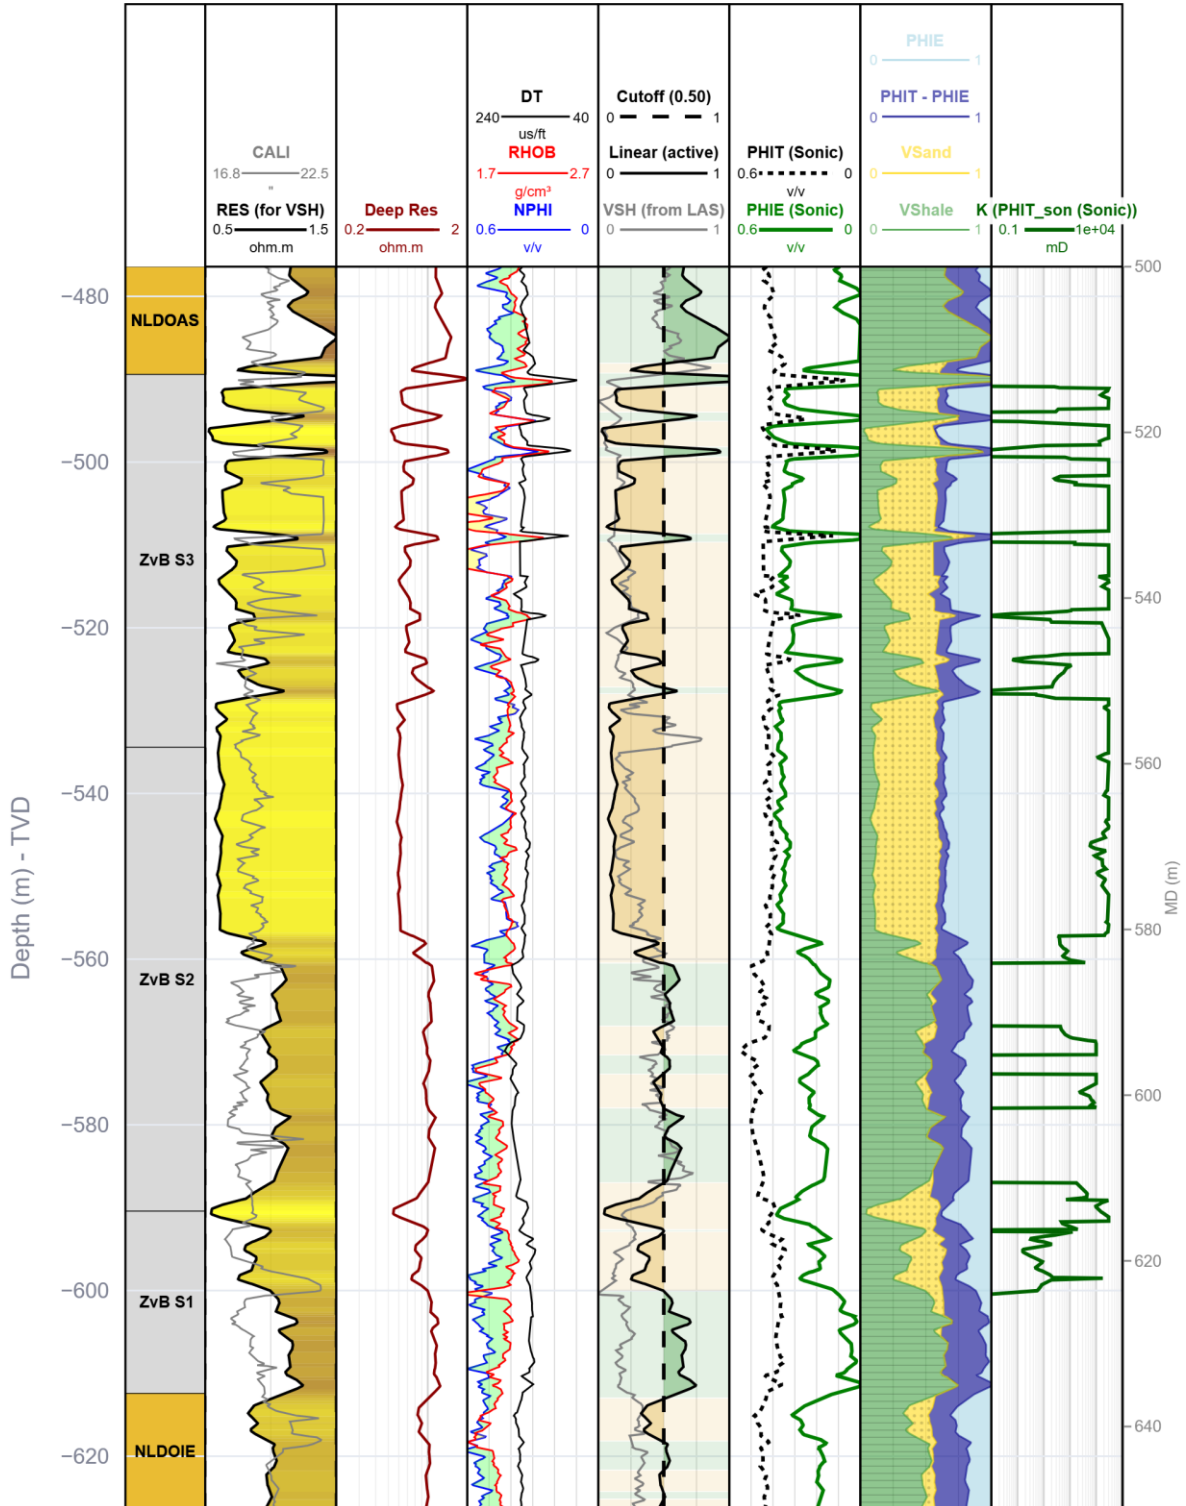 PHIE
0 1
DT
Cutoff (0.50)
PHIT - PHIE
240 40
0 1
0 1
us/ft
CALI
RHOB
Linear (active)
PHIT (Sonic)
VSand
16.8 22.5
1.7 2.7
0 1
0.6 0
0 1
"
g/cm³
v/v
RES (for VSH)
Deep Res
NPHI
VSH (from LAS)
PHIE (Sonic)
VShale
K (PHIT_son (Sonic))
0.5 1.5
0.2 2
0.6 0
0 1
0.6 0
0 1
0.1 1e+04
ohm.m
ohm.m
v/v
v/v
mD
500
−480
NLDOAS
520
−500
ZvB S3
540
−520
560
−540
Depth (m) - TVD
MD (m)
580
−560
ZvB S2
600
−580
620
−600
ZvB S1
640
NLDOIE
−620